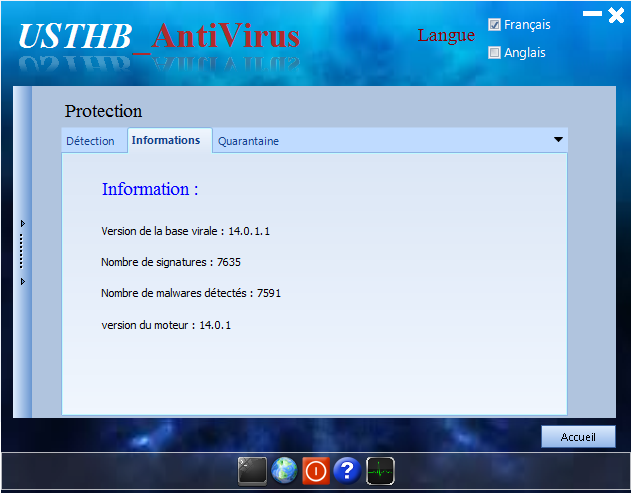 USTHB_AntiVirus
Langue
Français
Anglais
Protection
Détection
Informations
Quarantaine
Information :
Version de la base virale : 14.0.1.1
Nombre de signatures : 7635
Nombre de malwares détectés : 7591
version du moteur : 14.0.1
Accueil